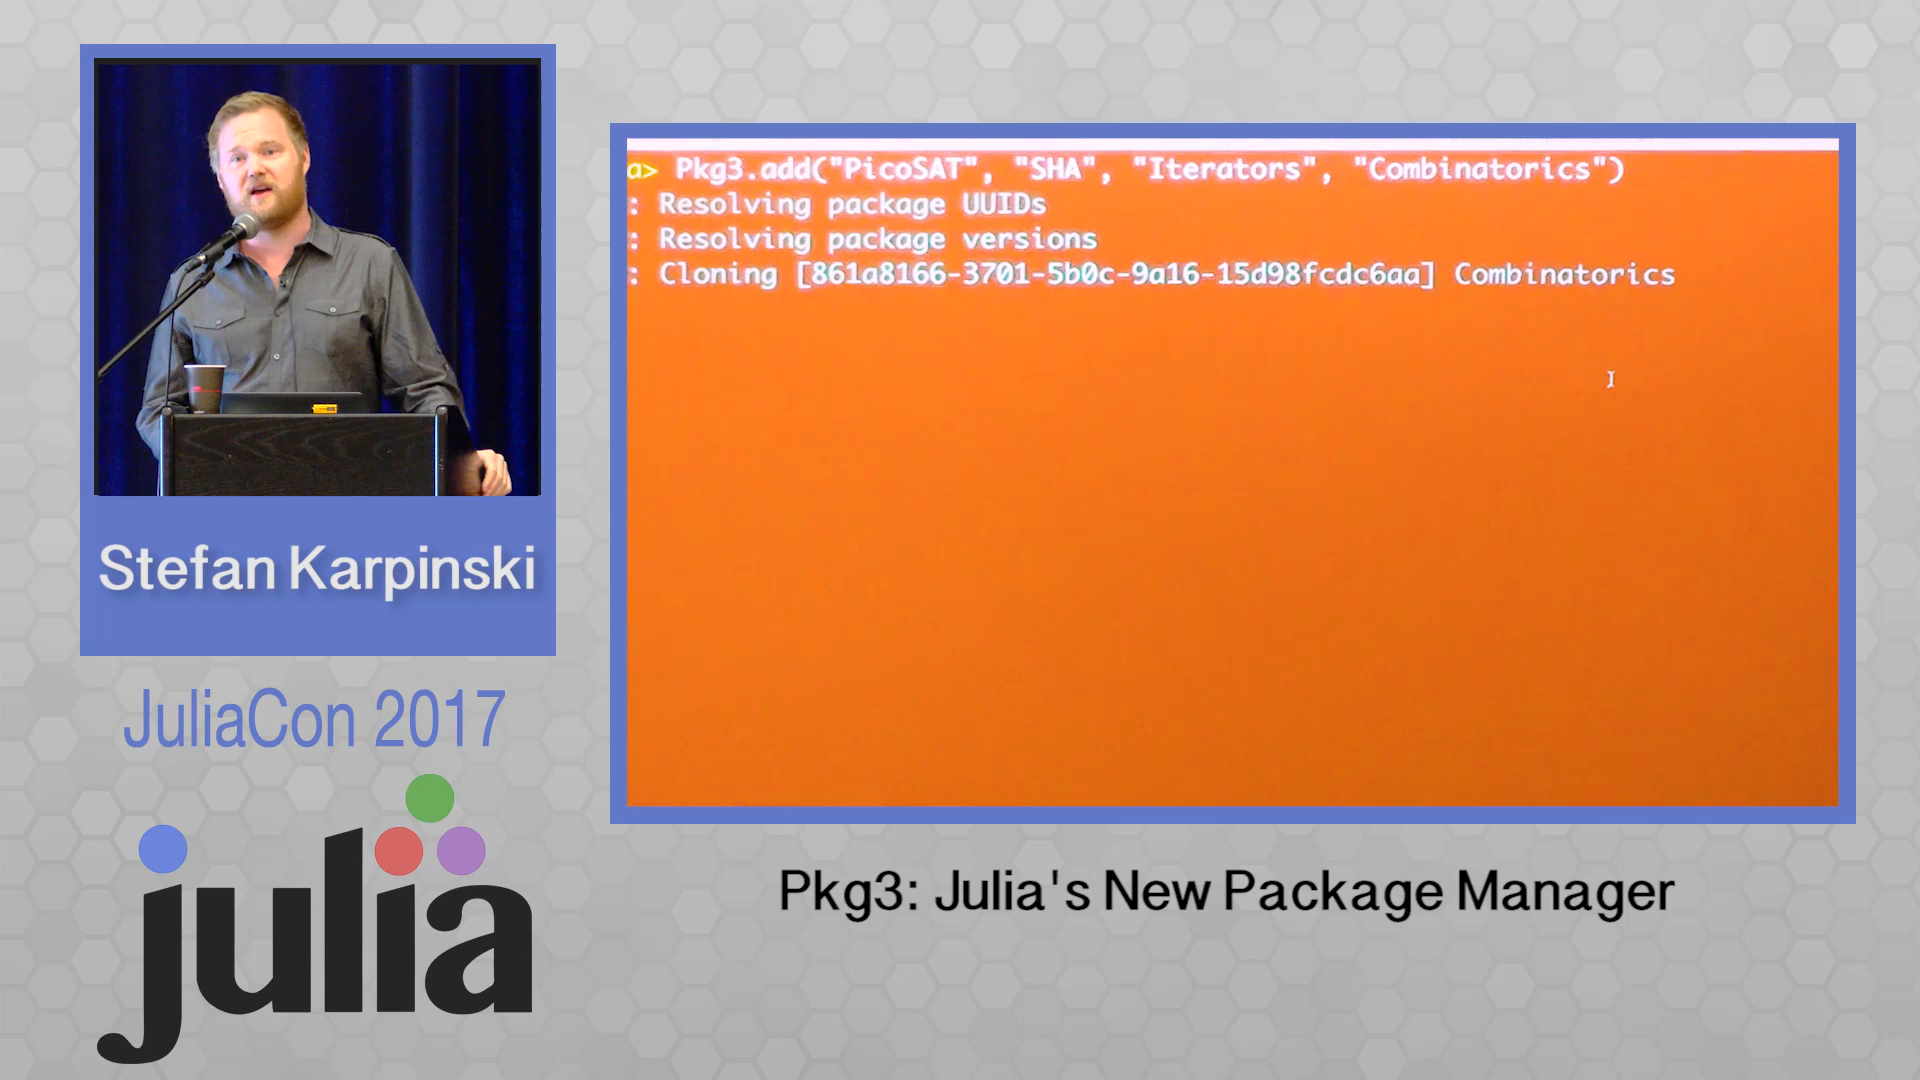 Stefan Karpinski
JuliaCon 2017
julia
a> Pkg3.add("PicoSAT", "SHA", "Iterators", "Combinatorics")
: Resolving package UUIDs
: Resolving package versions
: Cloning [861a8166-3701-5b0c-9a16-15d98fcdc6aa] Combinatorics
Pkg3: Julia's New Package Manager